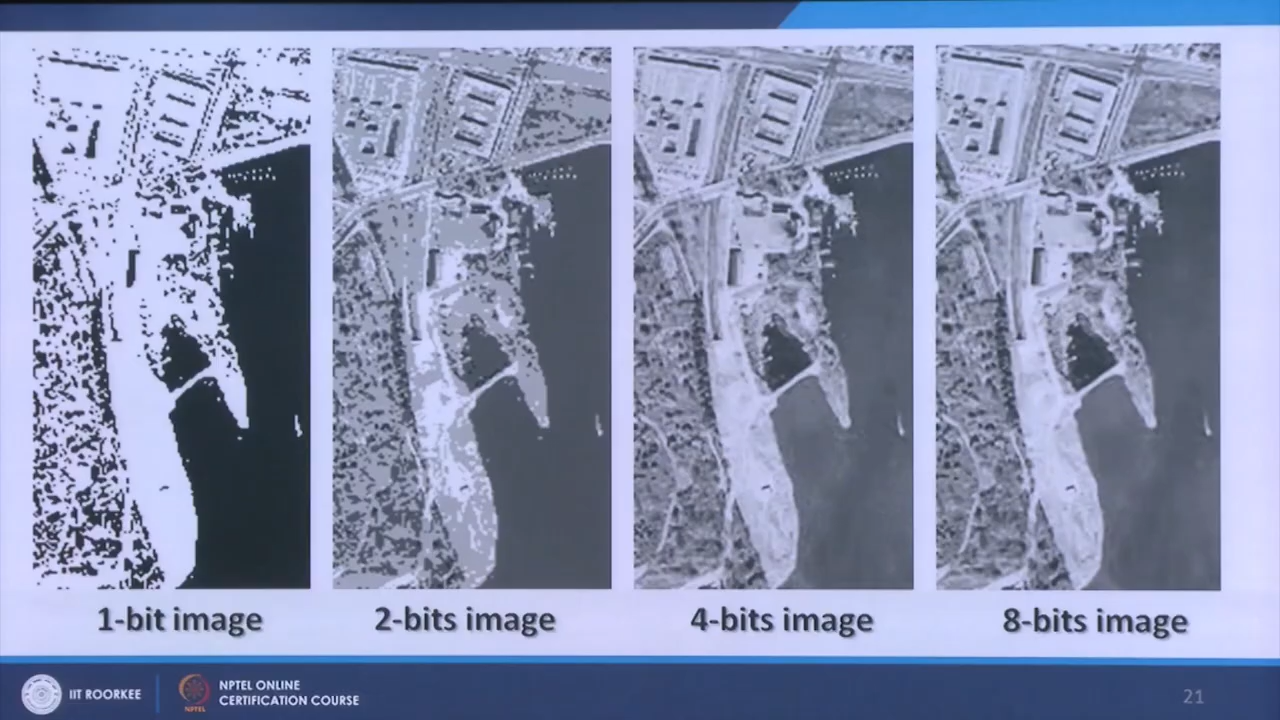 1-bit image
2-bits image
4-bits image
8-bits image
IIT ROORKEE
NPTEL
NPTEL ONLINE
CERTIFICATION COURSE
21